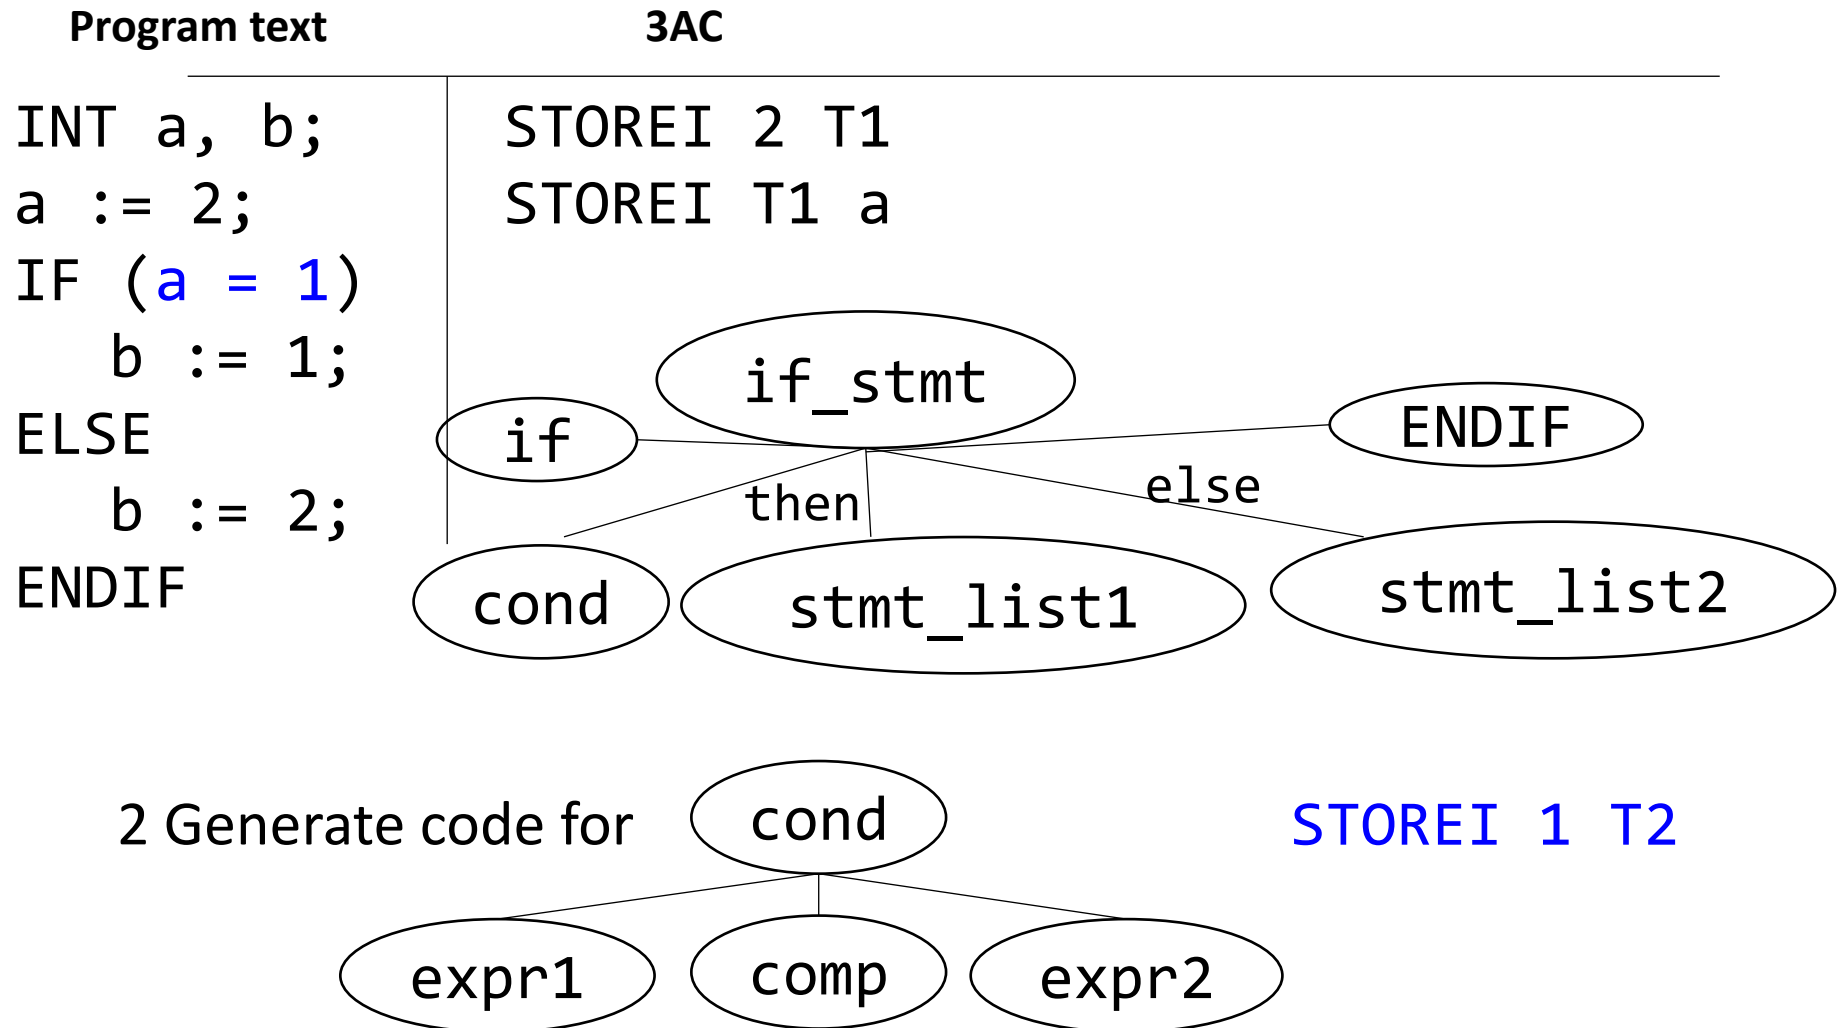 Program text 3AC
INT a, b; STOREI 2 T1
a := 2; STOREI T1 a
IF (a = 1)
b := 1; if_stmt
ELSE if ENDIF
then else
b := 2;
ENDIF cond stmt_list1 stmt_list2
2 Generate code for cond STOREI 1 T2
expr1 comp expr2